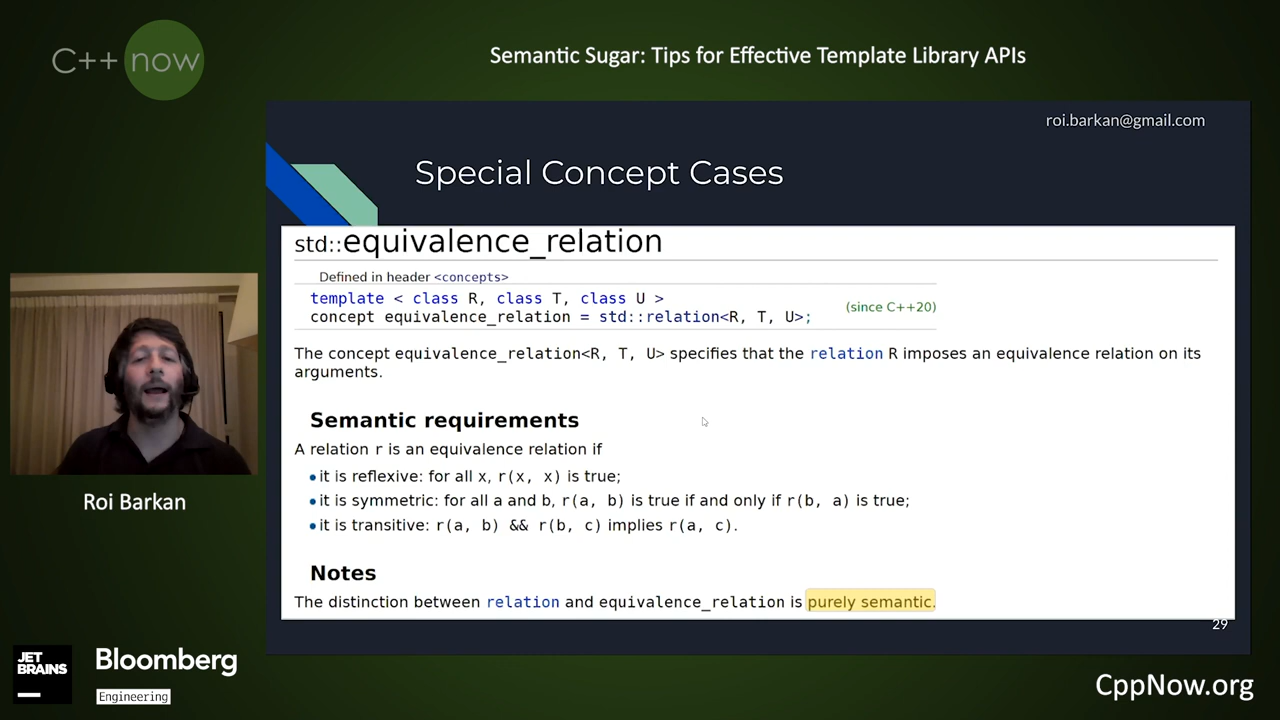 C++ now
Semantic Sugar: Tips for Effective Template Library APIs
roi.barkan@gmail.com
Special Concept Cases
std::equivalence_relation
Defined in header <concepts>
template < class R, class T, class U >
concept equivalence_relation = std::relation<R, T, U>;
(since C++20)
The concept equivalence_relation<R, T, U> specifies that the relation R imposes an equivalence relation on its
arguments.
Semantic requirements
A relation r is an equivalence relation if
• it is reflexive: for all x, r(x, x) is true;
• it is symmetric: for all a and b, r(a, b) is true if and only if r(b, a) is true;
• it is transitive: r(a, b) && r(b, c) implies r(a, c).
Notes
The distinction between relation and equivalence_relation is purely semantic.
29
Roi Barkan
JET
BRAINS
Bloomberg
Engineering
CppNow.org